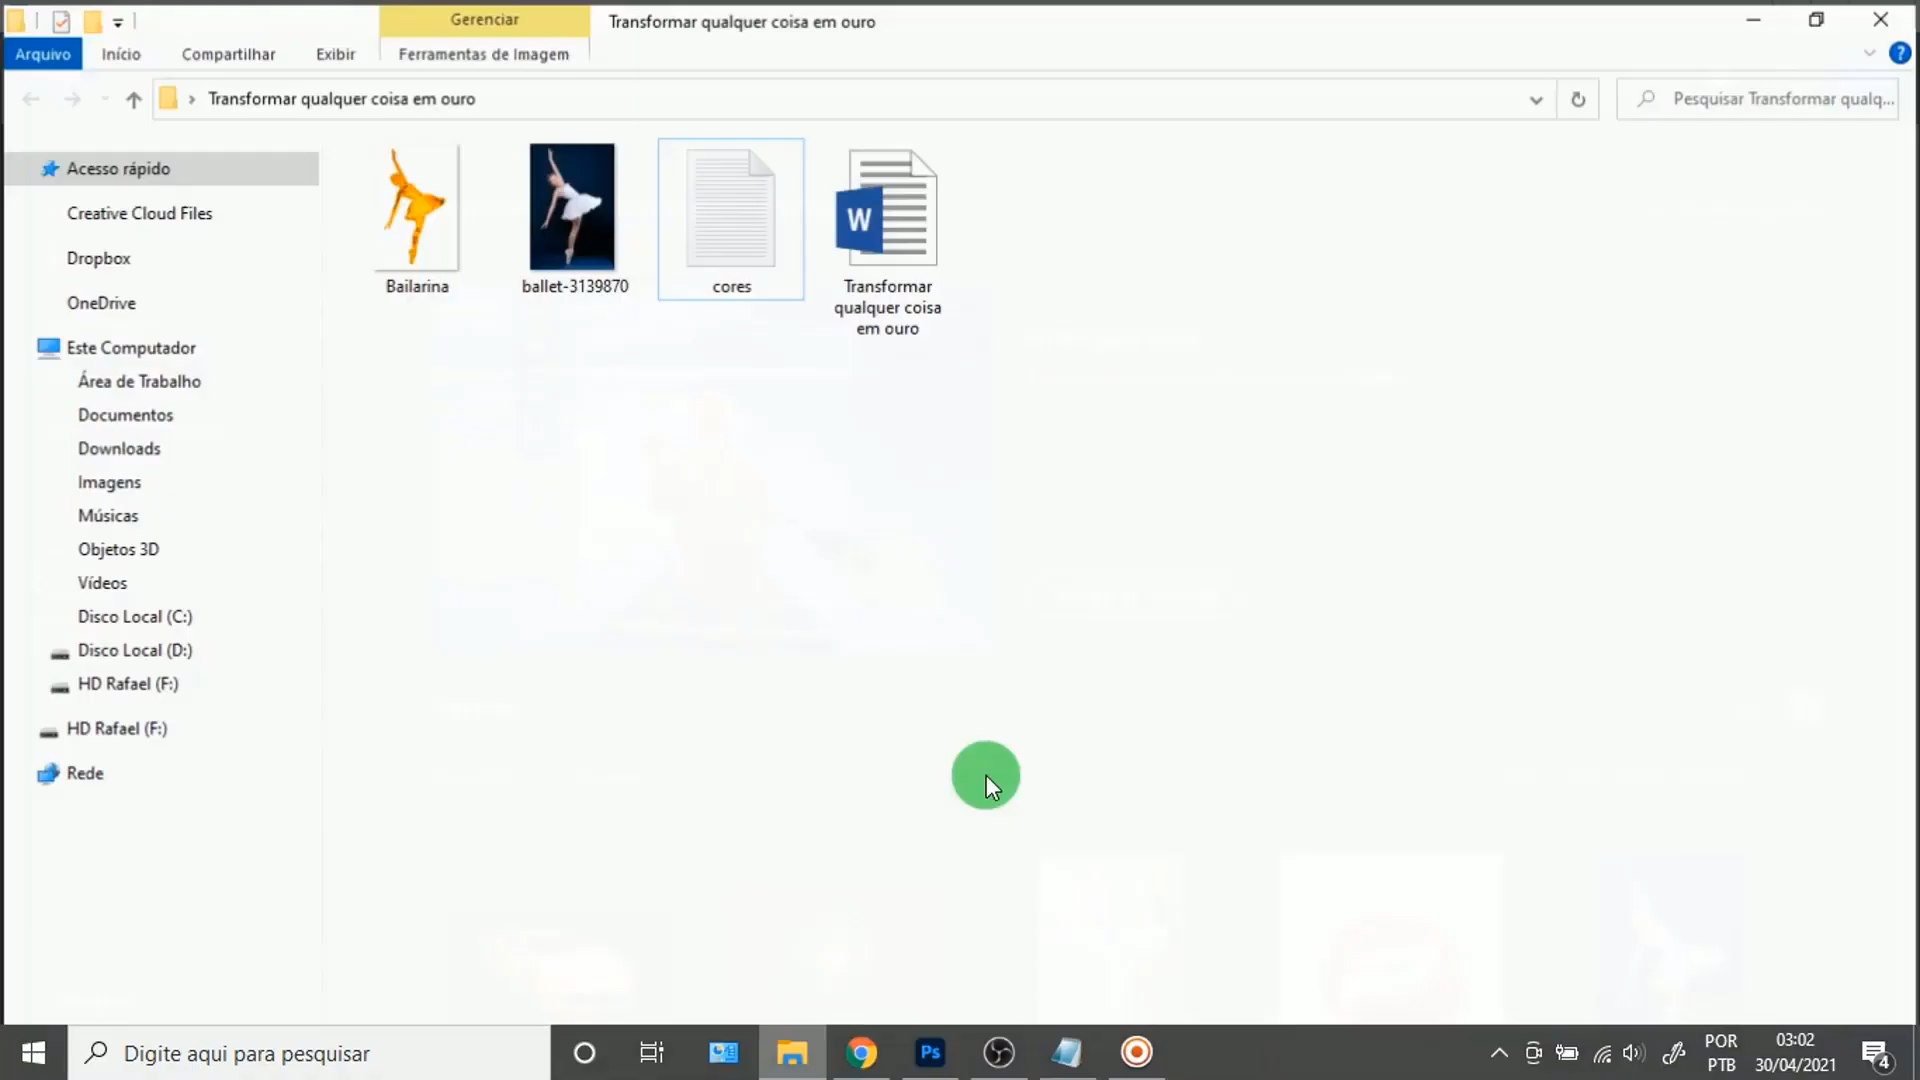 Gerenciar
Transformar qualquer coisa em ouro
Arquivo
Início
Compartilhar
Exibir
Ferramentas de Imagem
?
Transformar qualquer coisa em ouro
Pesquisar Transformar qualq...
Acesso rápido
Creative Cloud Files
Dropbox
OneDrive
Este Computador
Área de Trabalho
Documentos
Downloads
Imagens
Músicas
Objetos 3D
Vídeos
Disco Local (C:)
Disco Local (D:)
HD Rafael (F:)
HD Rafael (F:)
Rede
Bailarina
ballet-3139870
cores
W
Transformar
qualquer coisa
em ouro
Digite aqui para pesquisar
Ps
POR
PTB
03:02
30/04/2021
4